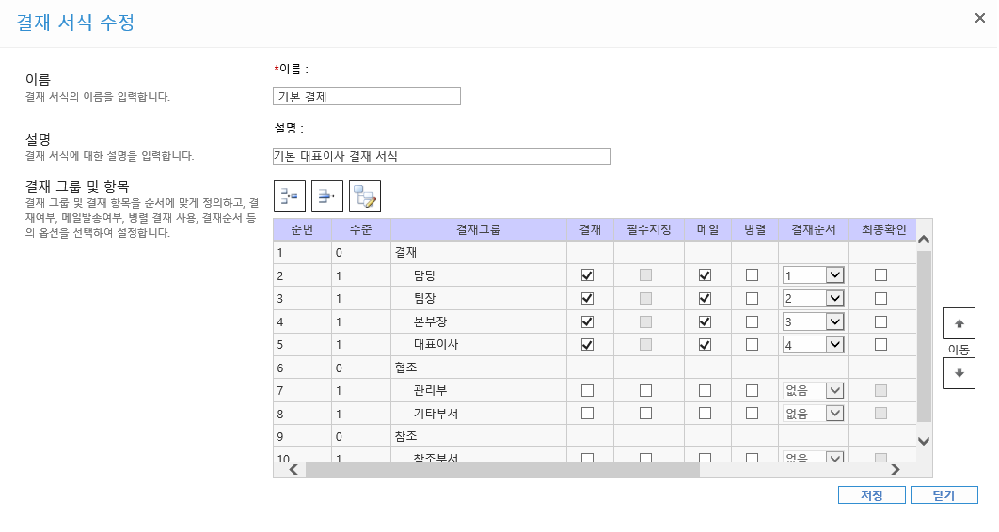 결재 서식 수정
이름
결재 서식의 이름을 입력합니다.
*이름 :
기본 결제
설명
결재 서식에 대한 설명을 입력합니다.
설명 :
기본 대표이사 결재 서식
결재 그룹 및 항목
결재 그룹 및 결재 항목을 순서에 맞게 정의하고, 결
재여부, 메일발송여부, 병렬 결재 사용, 결재순서 등
의 옵션을 선택하여 설정합니다.
순번 수준 결재그룹 결재 필수지정 메일 병렬 결재순서 최종확인
1 0 결재
2 1 담당 1
3 1 팀장 2
4 1 본부장 3
5 1 대표이사 4
6 0 협조
7 1 관리부 없음
8 1 기타부서 없음
9 0 참조
10 1 참조부서 없음
이동
저장 닫기